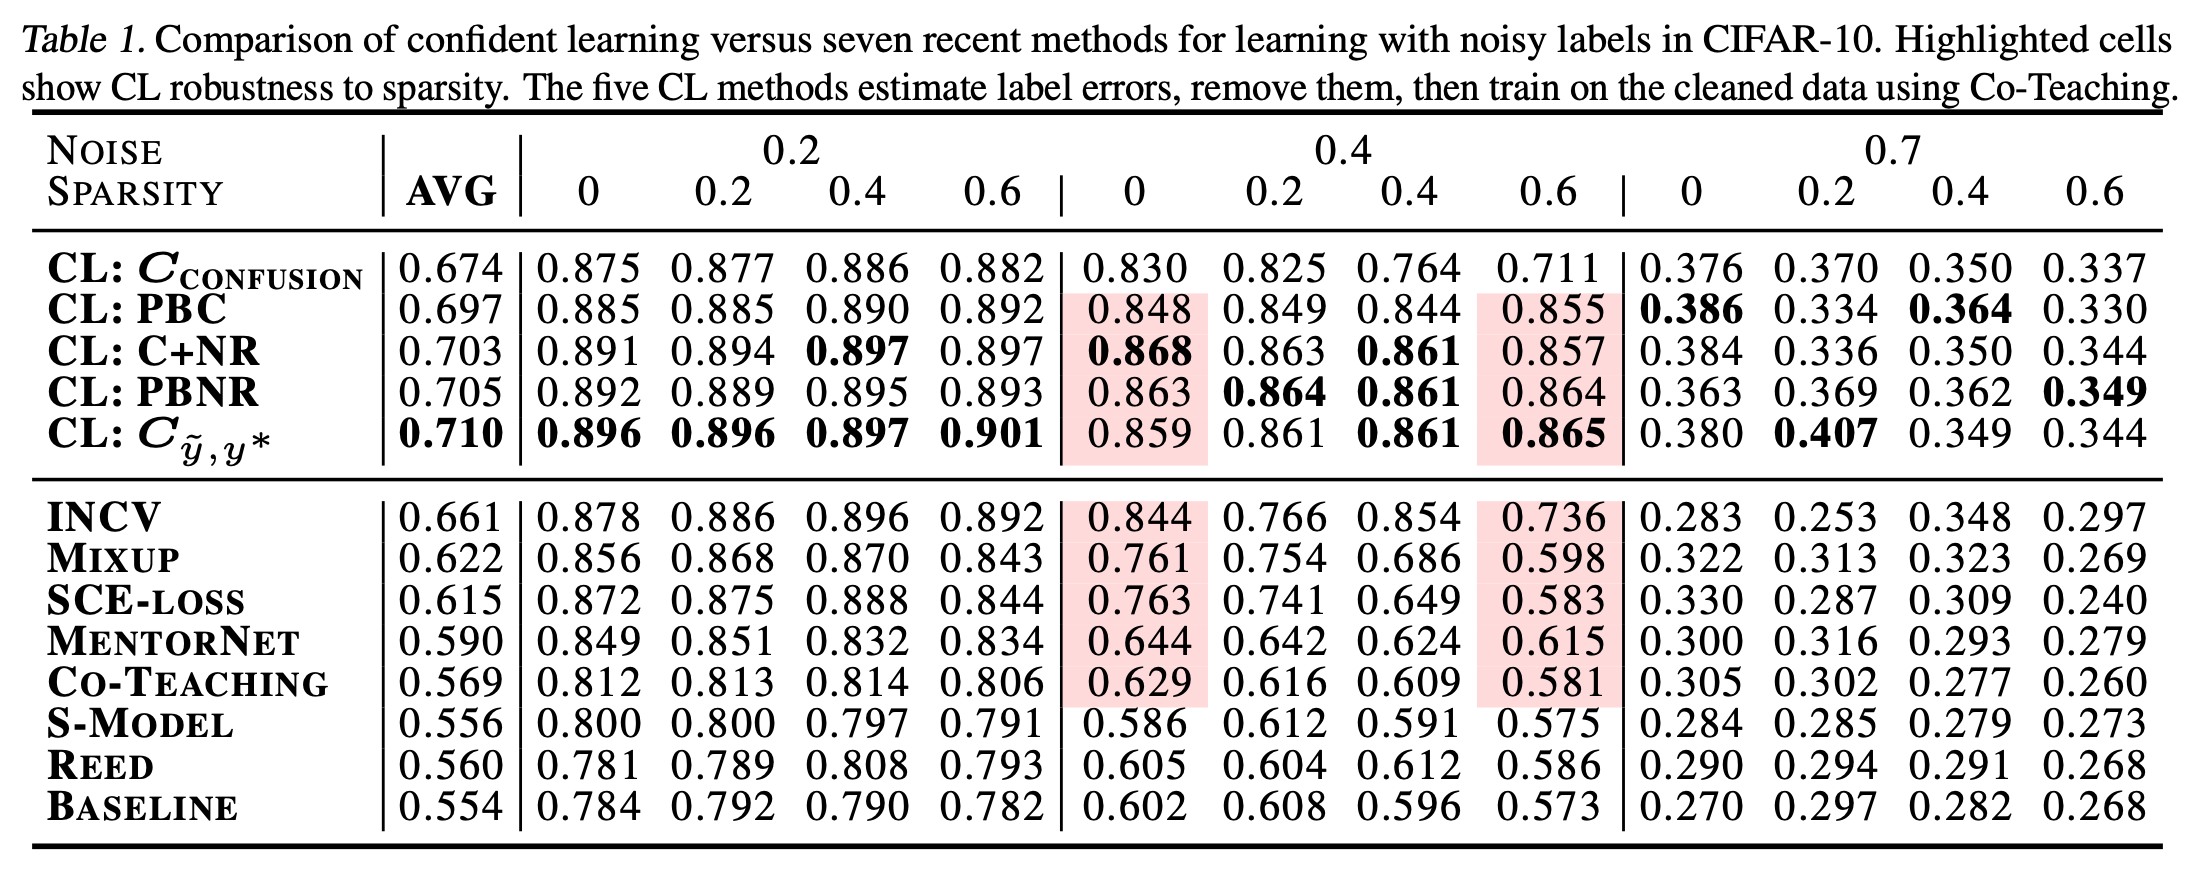 Table 1. Comparison of confident learning versus seven recent methods for learning with noisy labels in CIFAR-10. Highlighted cells
show CL robustness to sparsity. The five CL methods estimate label errors, remove them, then train on the cleaned data using Co-Teaching.
NOISE 0.2 0.4 0.7
SPARSITY AVG 0 0.2 0.4 0.6 0 0.2 0.4 0.6 0 0.2 0.4 0.6
CL: C CONFUSION 0.674 0.875 0.877 0.886 0.882 0.830 0.825 0.764 0.711 0.376 0.370 0.350 0.337
CL: PBC 0.697 0.885 0.885 0.890 0.892 0.848 0.849 0.844 0.855 0.386 0.334 0.364 0.330
CL: C+NR 0.703 0.891 0.894 0.897 0.897 0.868 0.863 0.861 0.857 0.384 0.336 0.350 0.344
CL: PBNR 0.705 0.892 0.889 0.895 0.893 0.863 0.864 0.861 0.864 0.363 0.369 0.362 0.349
CL: C ỹ,y* 0.710 0.896 0.896 0.897 0.901 0.859 0.861 0.861 0.865 0.380 0.407 0.349 0.344
INCV 0.661 0.878 0.886 0.896 0.892 0.844 0.766 0.854 0.736 0.283 0.253 0.348 0.297
MIXUP 0.622 0.856 0.868 0.870 0.843 0.761 0.754 0.686 0.598 0.322 0.313 0.323 0.269
SCE-LOSS 0.615 0.872 0.875 0.888 0.844 0.763 0.741 0.649 0.583 0.330 0.287 0.309 0.240
MENTORNET 0.590 0.849 0.851 0.832 0.834 0.644 0.642 0.624 0.615 0.300 0.316 0.293 0.279
CO-TEACHING 0.569 0.812 0.813 0.814 0.806 0.629 0.616 0.609 0.581 0.305 0.302 0.277 0.260
S-MODEL 0.556 0.800 0.800 0.797 0.791 0.586 0.612 0.591 0.575 0.284 0.285 0.279 0.273
REED 0.560 0.781 0.789 0.808 0.793 0.605 0.604 0.612 0.586 0.290 0.294 0.291 0.268
BASELINE 0.554 0.784 0.792 0.790 0.782 0.602 0.608 0.596 0.573 0.270 0.297 0.282 0.268